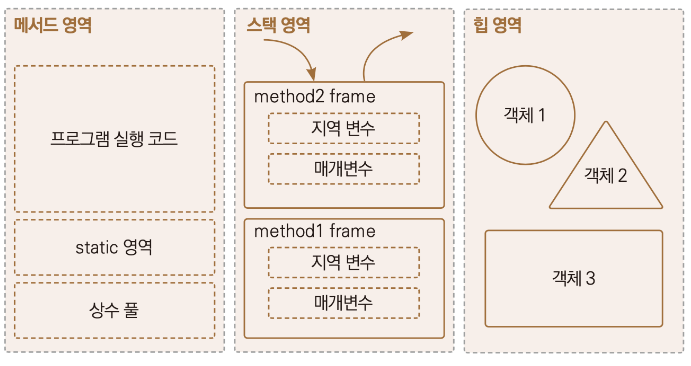 메서드 영역
프로그램 실행 코드
static 영역
상수 풀
스택 영역
method2 frame
지역 변수
매개변수
method1 frame
지역 변수
매개변수
힙 영역
객체 1
객체 2
객체 3